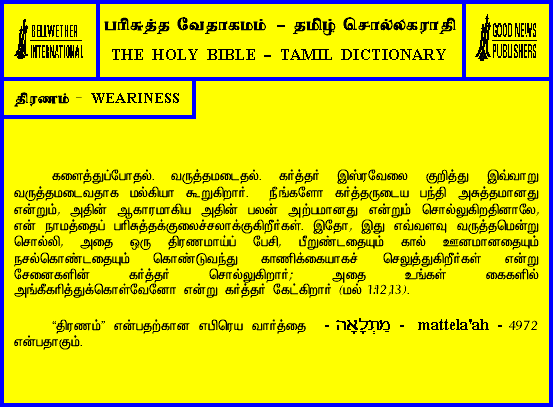 BELLWETHER
INTERNATIONAL
பரிசுத்த வேதாகமம் - தமிழ் சொல்லகராதி
THE HOLY BIBLE - TAMIL DICTIONARY
GOOD NEWS
PUBLISHERS
திரணம் - WEARINESS
களைத்துப்போதல். வருத்தமடைதல். கர்த்தர் இஸ்ரவேலை குறித்து இவ்வாறு
வருத்தமடைவதாக மல்கியா கூறுகிறார். நீங்களோ கர்த்தருடைய பந்தி அசுத்தமானது
என்றும், அதின் ஆகாரமாகிய அதின் பலன் அற்பமானது என்றும் சொல்லுகிறதினாலே,
என் நாமத்தைப் பரிசுத்தக்குலைச்சலாக்குகிறீர்கள். இதோ, இது எவ்வளவு வருத்தமென்று
சொல்லி, அதை ஒரு திரணமாய்ப் பேசி, பீறுண்டதையும் கால் ஊனமானதையும்
நசல்கொண்டதையும் கொண்டுவந்து காணிக்கையாகச் செலுத்துகிறீர்கள் என்று
சேனைகளின் கர்த்தர் சொல்லுகிறார்; அதை உங்கள் கைகளில்
அங்கீகரித்துக்கொள்வேனோ என்று கர்த்தர் கேட்கிறார் (மல் 1:12,13).
“திரணம்” என்பதற்கான எபிரெய வார்த்தை - מַתְּלָאָה - mattela'ah - 4972
என்பதாகும்.